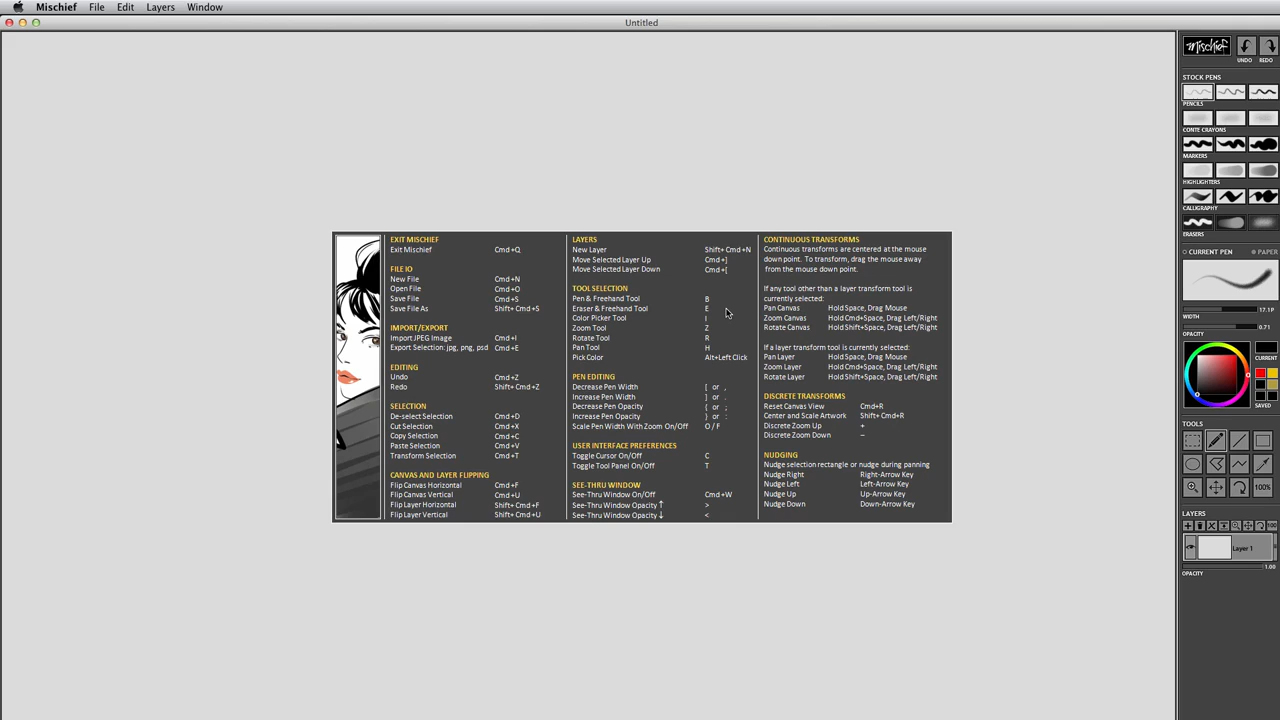 Mischief File Edit Layers Window
Untitled
mischief
UNDO REDO
STOCK PENS
PENCILS
CONTE CRAYONS
MARKERS
HIGHLIGHTERS
CALLIGRAPHY
ERASERS
CURRENT PEN PAPER
WIDTH 17.1P
OPACITY 0.71
CURRENT
SAVED
TOOLS
100%
LAYERS
100
Layer 1
1.00
OPACITY
EXIT MISCHIEF
Exit Mischief Cmd+Q
FILE IO
New File Cmd+N
Open File Cmd+O
Save File Cmd+S
Save File As Shift+Cmd+S
IMPORT/EXPORT
Import JPEG Image Cmd+I
Export Selection: jpg, png, psd Cmd+E
EDITING
Undo Cmd+Z
Redo Shift+Cmd+Z
SELECTION
De-select Selection Cmd+D
Cut Selection Cmd+X
Copy Selection Cmd+C
Paste Selection Cmd+V
Transform Selection Cmd+T
CANVAS AND LAYER FLIPPING
Flip Canvas Horizontal Cmd+F
Flip Canvas Vertical Cmd+U
Flip Layer Horizontal Shift+Cmd+F
Flip Layer Vertical Shift+Cmd+U
LAYERS
New Layer Shift+Cmd+N
Move Selected Layer Up Cmd+]
Move Selected Layer Down Cmd+[
TOOL SELECTION
Pen & Freehand Tool B
Eraser & Freehand Tool E
Color Picker Tool I
Zoom Tool Z
Rotate Tool R
Pan Tool H
Pick Color Alt+Left Click
PEN EDITING
Decrease Pen Width [ or ,
Increase Pen Width ] or .
Decrease Pen Opacity { or ;
Increase Pen Opacity } or :
Scale Pen Width With Zoom On/Off O / F
USER INTERFACE PREFERENCES
Toggle Cursor On/Off C
Toggle Tool Panel On/Off T
SEE-THRU WINDOW
See-Thru Window On/Off Cmd+W
See-Thru Window Opacity ↑ >
See-Thru Window Opacity ↓ <
CONTINUOUS TRANSFORMS
Continuous transforms are centered at the mouse
down point. To transform, drag the mouse away
from the mouse down point.
If any tool other than a layer transform tool is
currently selected:
Pan Canvas Hold Space, Drag Mouse
Zoom Canvas Hold Cmd+Space, Drag Left/Right
Rotate Canvas Hold Shift+Space, Drag Left/Right
If a layer transform tool is currently selected:
Pan Layer Hold Space, Drag Mouse
Zoom Layer Hold Cmd+Space, Drag Left/Right
Rotate Layer Hold Shift+Space, Drag Left/Right
DISCRETE TRANSFORMS
Reset Canvas View Cmd+R
Center and Scale Artwork Shift+Cmd+R
Discrete Zoom Up +
Discrete Zoom Down –
NUDGING
Nudge selection rectangle or nudge during panning
Nudge Right Right-Arrow Key
Nudge Left Left-Arrow Key
Nudge Up Up-Arrow Key
Nudge Down Down-Arrow Key